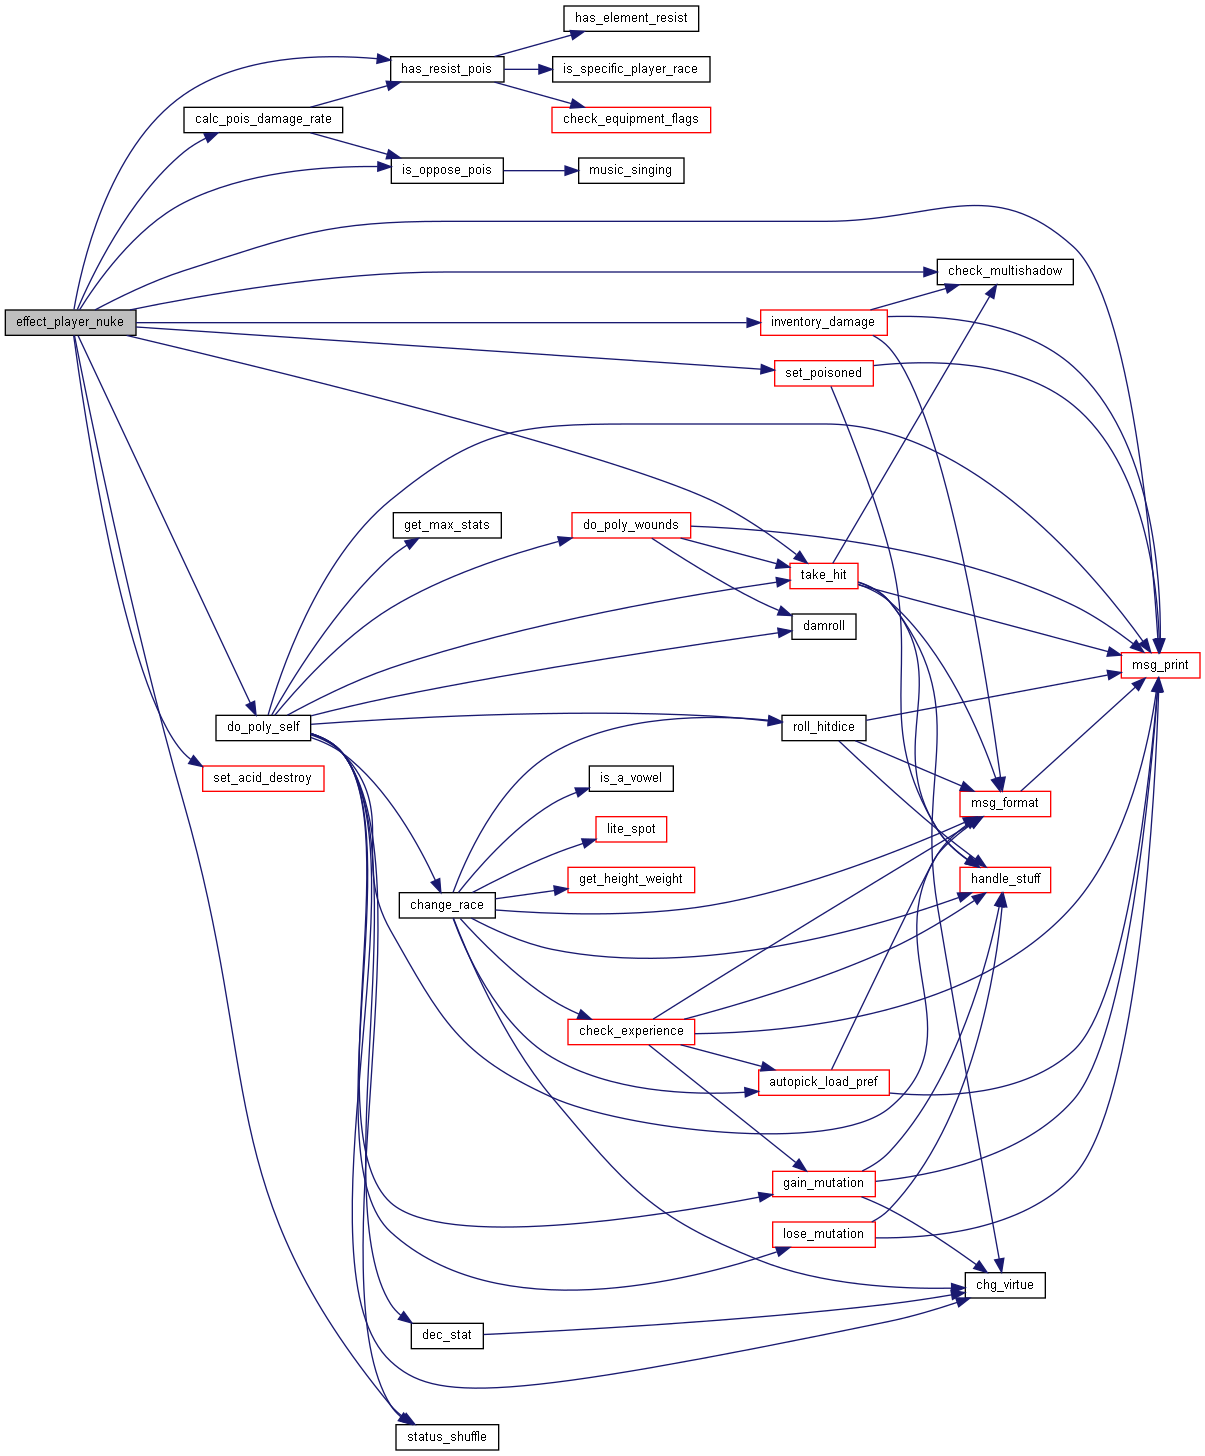 has_element_resist
has_resist_pois
is_specific_player_race
calc_pois_damage_rate
check_equipment_flags
is_oppose_pois
music_singing
check_multishadow
effect_player_nuke
inventory_damage
set_poisoned
get_max_stats
do_poly_wounds
take_hit
damroll
msg_print
do_poly_self
roll_hitdice
set_acid_destroy
is_a_vowel
msg_format
lite_spot
get_height_weight
handle_stuff
change_race
check_experience
autopick_load_pref
gain_mutation
lose_mutation
chg_virtue
dec_stat
status_shuffle